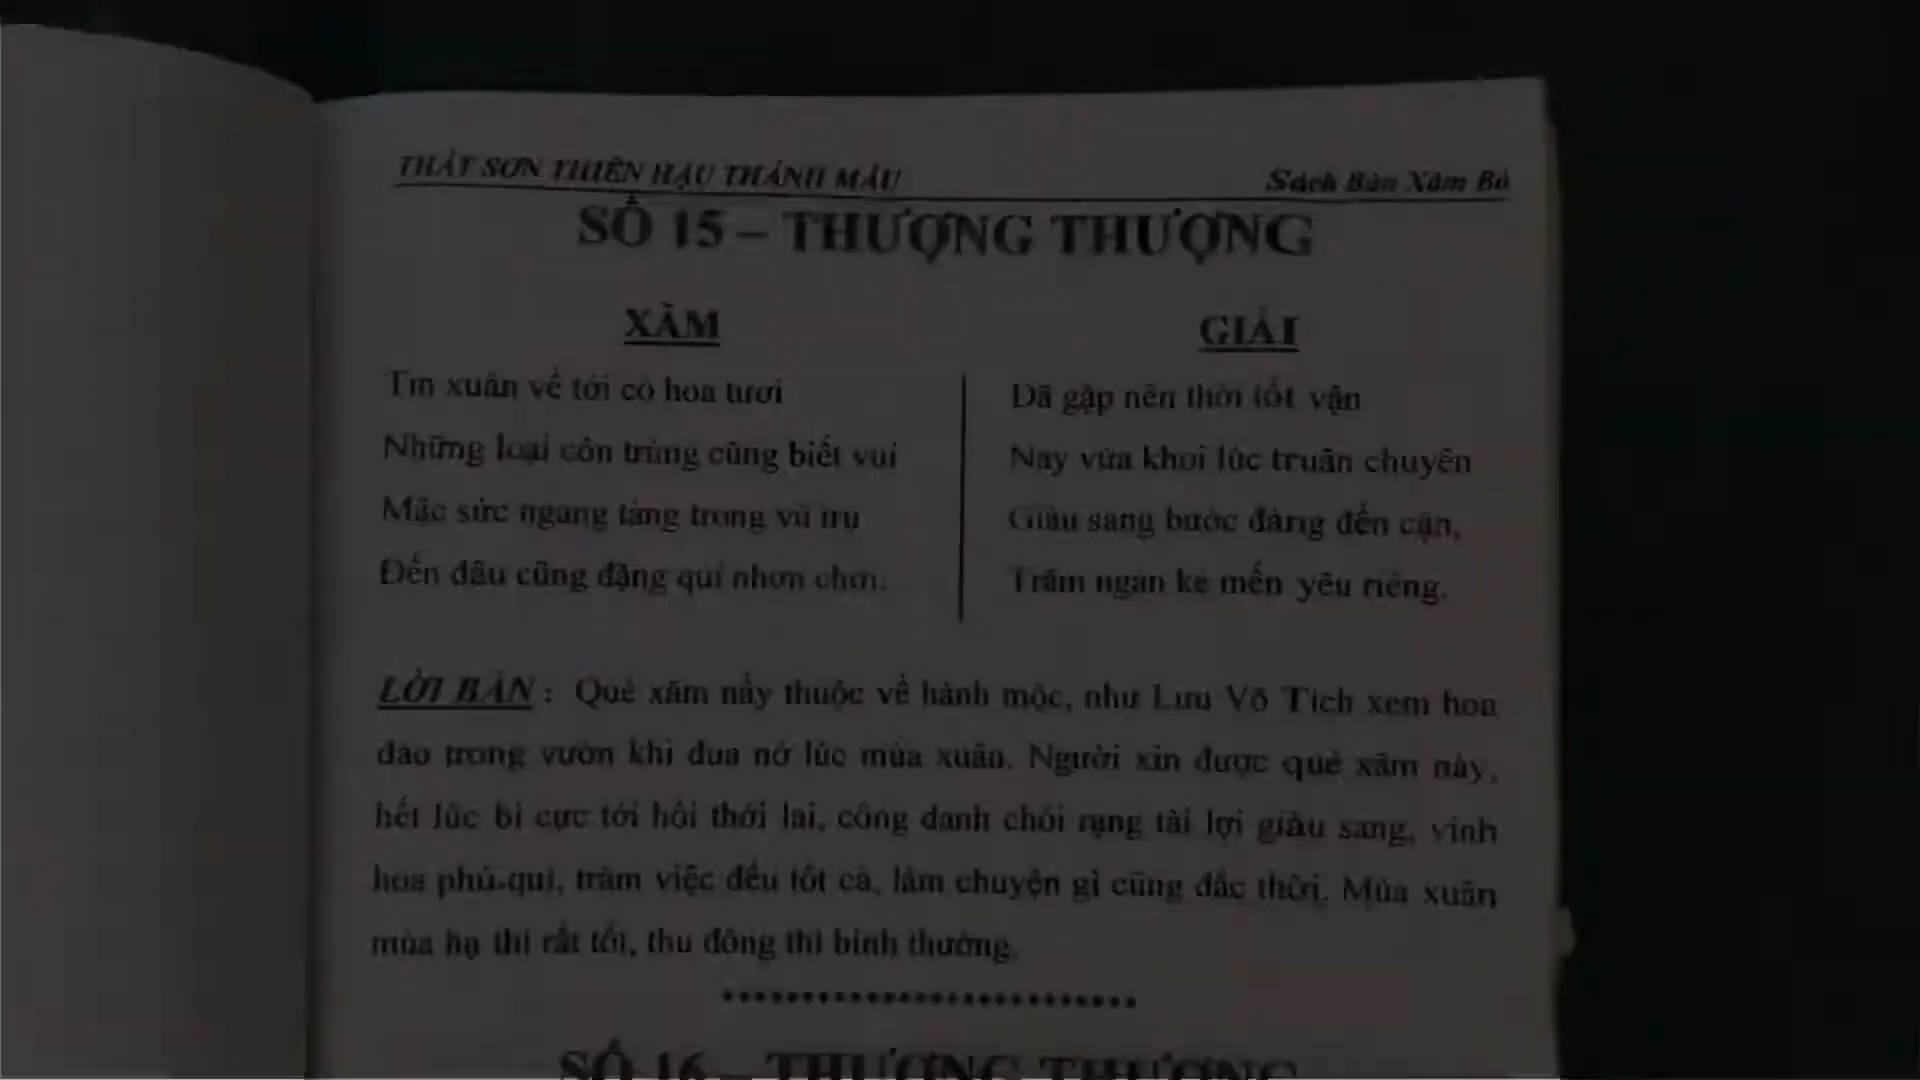 THẤT SƠN THIÊN HẬU THÁNH MẪU
Sách Bàn Xăm Bà
SỐ 15 – THƯỢNG THƯỢNG
XĂM
Tin xuân về tới cỏ hoa tươi
Những loại côn trùng cũng biết vui
Mặc sức ngang tàng trong vũ trụ
Đến đâu cũng đặng quí nhơn chơi.
GIẢI
Đã gặp nên thời tốt vận
Nay vừa khỏi lúc truân chuyên
Giàu sang bước đàng đến cận,
Trăm ngàn kẻ mến yêu riêng.
LỜI BÀN : Quẻ xăm nầy thuộc về hành mộc, như Lưu Võ Tích xem hoa
đào trong vườn khi đua nở lúc mùa xuân. Người xin được quẻ xăm này,
hết lúc bỉ cực tới hồi thới lai, công danh chói rạng tài lợi giàu sang, vinh
hoa phú-quí, trăm việc đều tốt cả, làm chuyện gì cũng đắc thời. Mùa xuân
mùa hạ thì rất tốt, thu đông thì bình thường.
SỐ 16 – THƯỢNG THƯỢNG